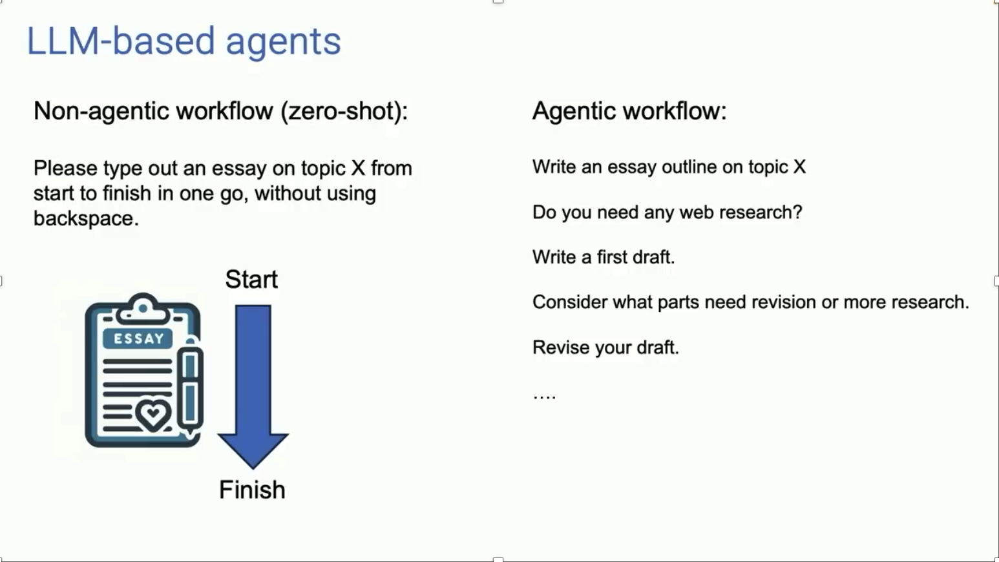 LLM-based agents
Non-agentic workflow (zero-shot):
Please type out an essay on topic X from
start to finish in one go, without using
backspace.
Start
ESSAY
Finish
Agentic workflow:
Write an essay outline on topic X
Do you need any web research?
Write a first draft.
Consider what parts need revision or more research.
Revise your draft.
....